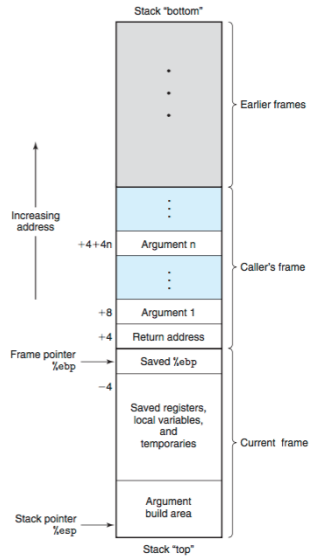 Stack "bottom"
Earlier frames
Increasing
address
+4+4n
Argument n
Caller's frame
+8
Argument 1
+4
Return address
Frame pointer
%ebp
Saved %ebp
−4
Saved registers,
local variables,
and
temporaries
Current frame
Argument
build area
Stack pointer
%esp
Stack "top"